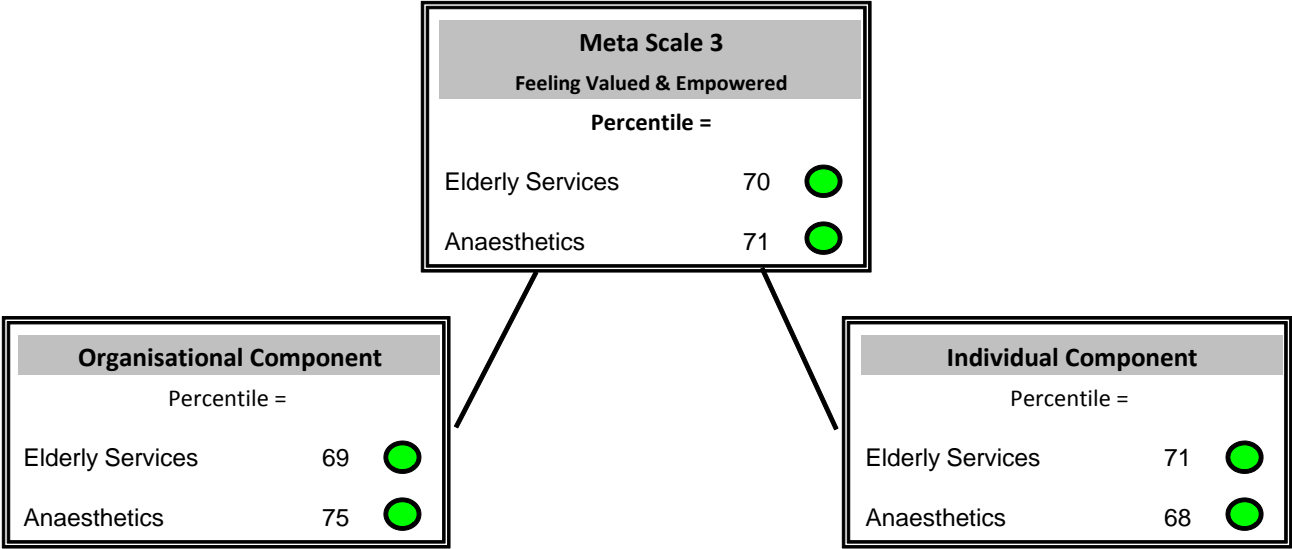 Meta Scale 3
Feeling Valued & Empowered
Percentile =
Elderly Services 70
Anaesthetics 71
Organisational Component
Percentile =
Elderly Services 69
Anaesthetics 75
Individual Component
Percentile =
Elderly Services 71
Anaesthetics 68